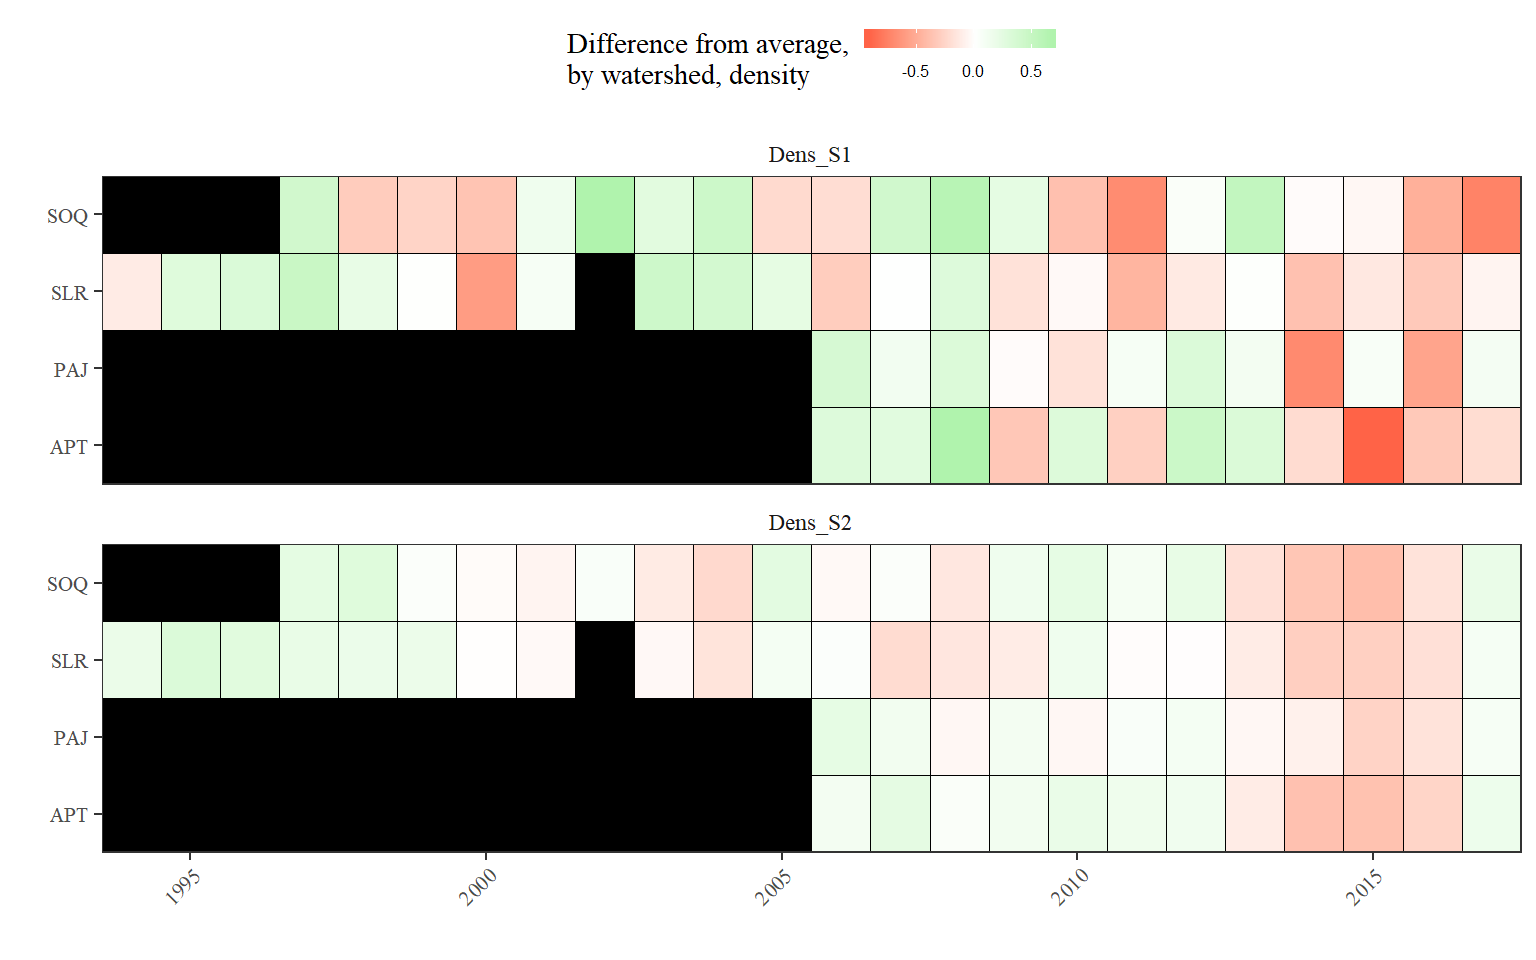 Difference from average,
by watershed, density
-0.5 0.0 0.5
Dens_S1
SOQ
SLR
PAJ
APT
Dens_S2
SOQ
SLR
PAJ
APT
1995 2000 2005 2010 2015